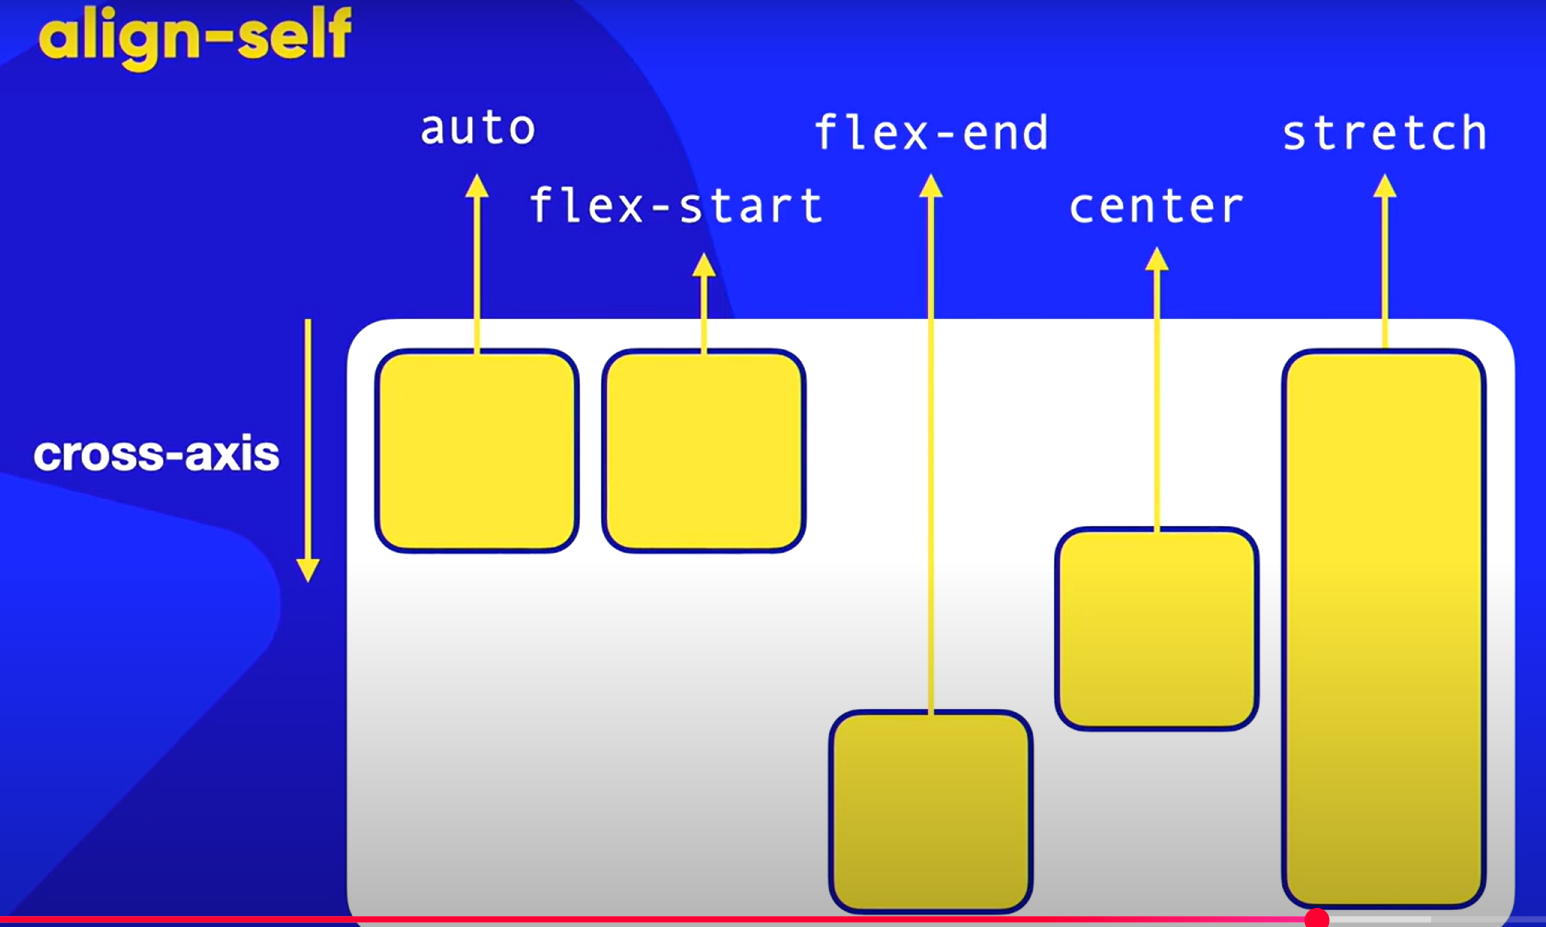 align-self
auto
flex-end
stretch
flex-start
center
cross-axis